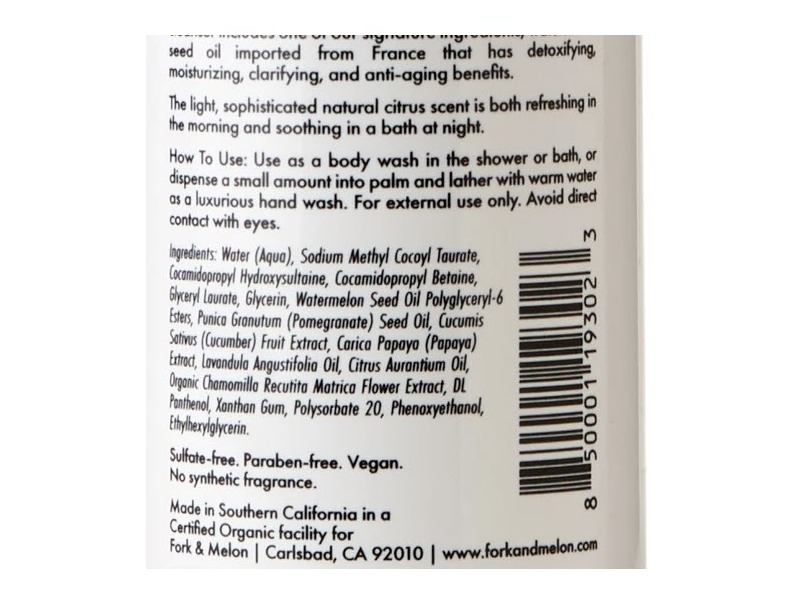 includes one of our signature ingredients,
seed oil imported from France that has detoxifying,
moisturizing, clarifying, and anti-aging benefits.
The light, sophisticated natural citrus scent is both refreshing in
the morning and soothing in a bath at night.
How To Use: Use as a body wash in the shower or bath, or
dispense a small amount into palm and lather with warm water
as a luxurious hand wash. For external use only. Avoid direct
contact with eyes.
Ingredients: Water (Aqua), Sodium Methyl Cocoyl Taurate,
Cocamidopropyl Hydroxysultaine, Cocamidopropyl Betaine,
Glyceryl Laurate, Glycerin, Watermelon Seed Oil Polyglyceryl-6
Esters, Punica Granutum (Pomegranate) Seed Oil, Cucumis
Sativus (Cucumber) Fruit Extract, Carica Papaya (Papaya)
Extract, Lavandula Angustifolia Oil, Citrus Aurantium Oil,
Organic Chamomilla Recutita Matrica Flower Extract, DL
Panthenol, Xanthan Gum, Polysorbate 20, Phenoxyethanol,
Ethylhexylglycerin.
8 50001 19302 3
Sulfate-free. Paraben-free. Vegan.
No synthetic fragrance.
Made in Southern California in a
Certified Organic facility for
Fork & Melon | Carlsbad, CA 92010 | www.forkandmelon.com